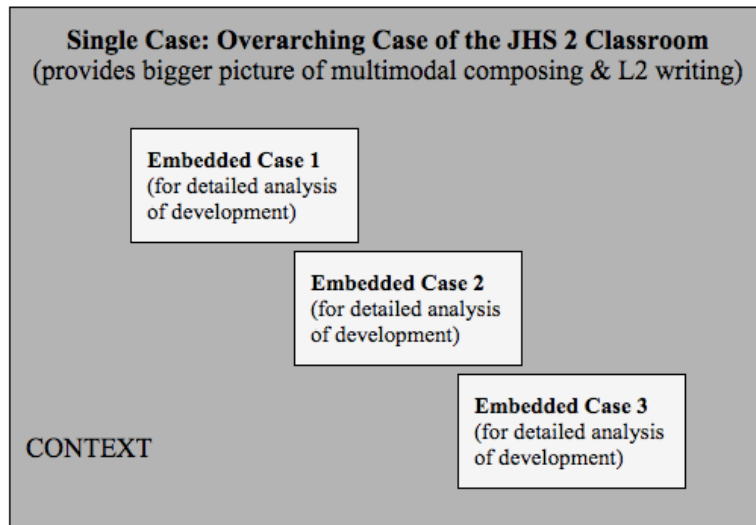 Single Case: Overarching Case of the JHS 2 Classroom
(provides bigger picture of multimodal composing & L2 writing)
Embedded Case 1
(for detailed analysis
of development)
Embedded Case 2
(for detailed analysis
of development)
Embedded Case 3
(for detailed analysis
of development)
CONTEXT